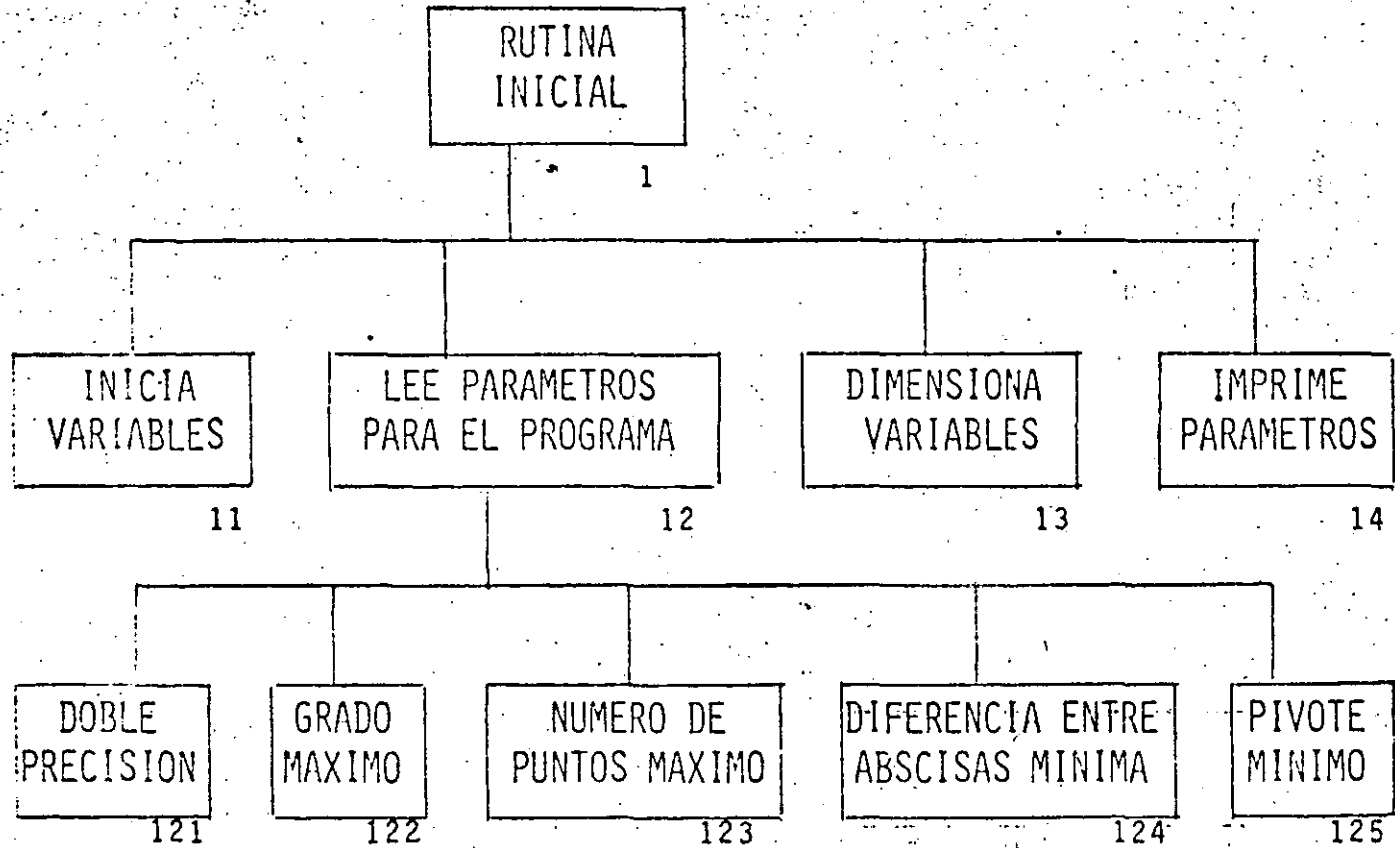 RUTINA
INICIAL
1
INICIA
VARIABLES
11
LEE PARAMETROS
PARA EL PROGRAMA
12
DIMENSIONA
VARIABLES
13
IMPRIME
PARAMETROS
14
DOBLE
PRECISION
121
GRADO
MAXIMO
122
NUMERO DE
PUNTOS MAXIMO
123
DIFERENCIA ENTRE
ABSCISAS MINIMA
124
PIVOTE
MINIMO
125